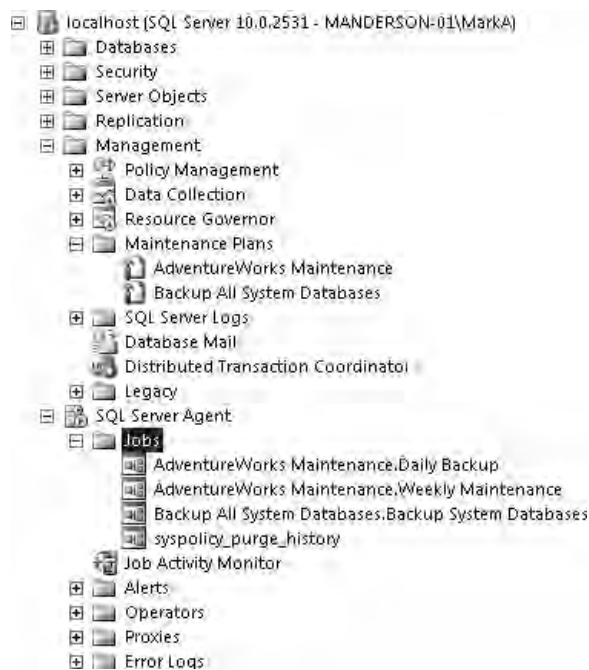 localhost (SQL Server 10.0.2531 - MANDERSON-01\MarkA)
Databases
Security
Server Objects
Replication
Management
Policy Management
Data Collection
Resource Governor
Maintenance Plans
AdventureWorks Maintenance
Backup All System Databases
SQL Server Logs
Database Mail
Distributed Transaction Coordinator
Legacy
SQL Server Agent
Jobs
AdventureWorks Maintenance.Daily Backup
AdventureWorks Maintenance.Weekly Maintenance
Backup All System Databases.Backup System Databases
syspolicy_purge_history
Job Activity Monitor
Alerts
Operators
Proxies
Error Logs